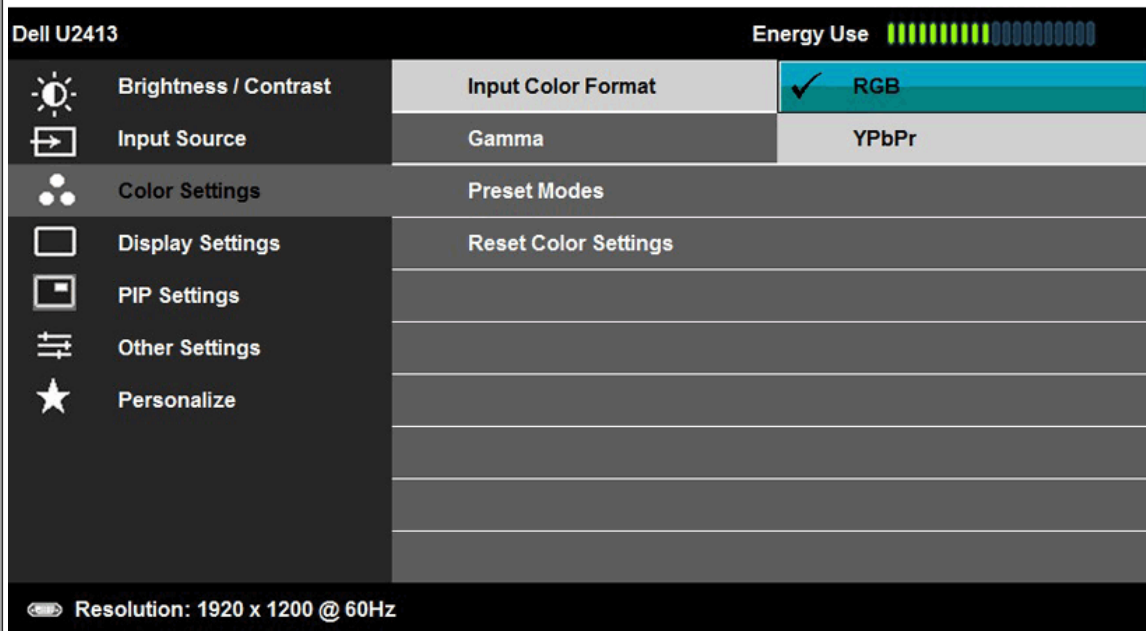 Dell U2413 Energy Use
Brightness / Contrast Input Color Format RGB
Input Source Gamma YPbPr
Color Settings Preset Modes
Display Settings Reset Color Settings
PIP Settings
Other Settings
Personalize
Resolution: 1920 x 1200 @ 60Hz